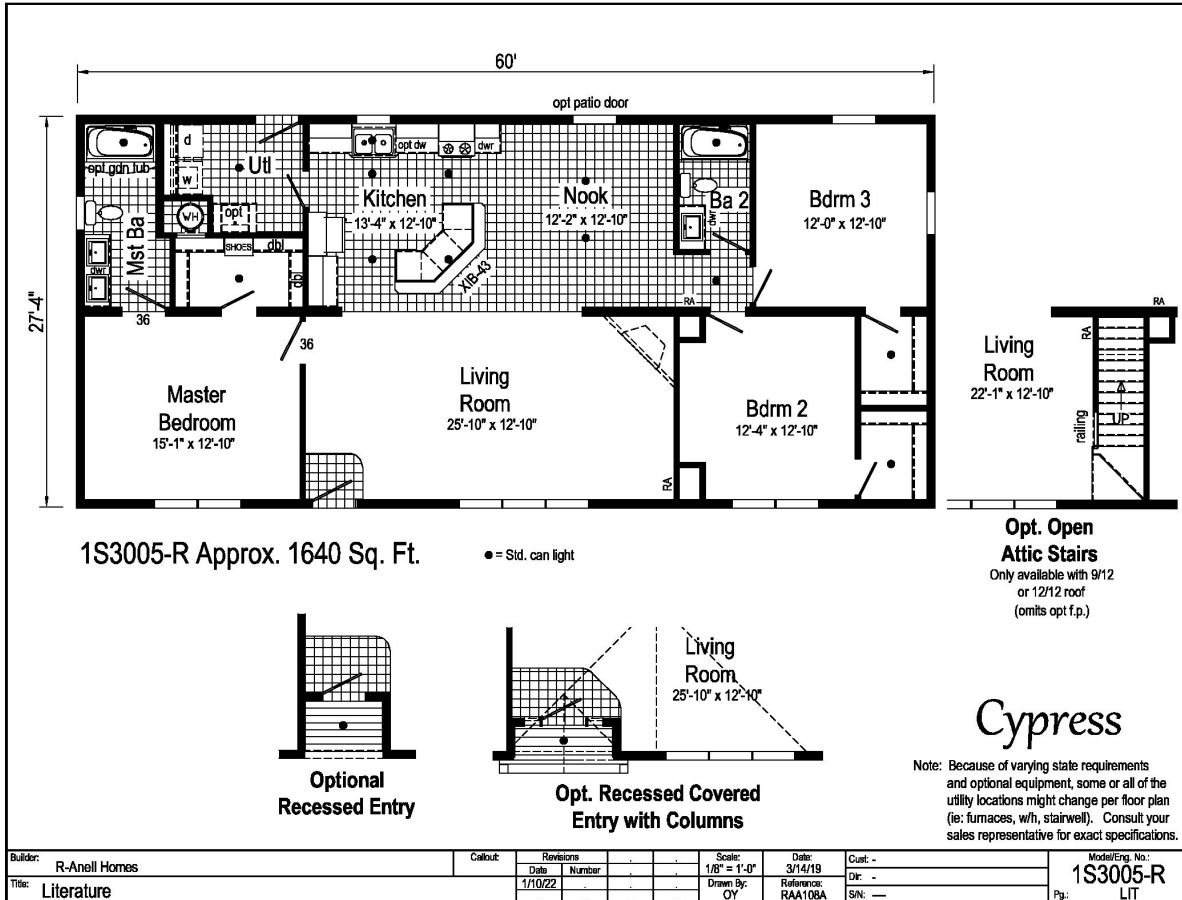 60'
opt patio door
27'-4"
opt gdn tub
d
w
Utl
WH
opt
SHOES
dbl
dbl
Mst Ba
dwr
36
36
opt dw
dwr
Kitchen
13'-4" x 12'-10"
XIB-43
Nook
12'-2" x 12'-10"
Ba 2
dwr
Bdrm 3
12'-0" x 12'-10"
RA
Master
Bedroom
15'-1" x 12'-10"
Living
Room
25'-10" x 12'-10"
Bdrm 2
12'-4" x 12'-10"
RA
RA
RA
Living
Room
22'-1" x 12'-10"
railing
UP
1S3005-R Approx. 1640 Sq. Ft.
● = Std. can light
Opt. Open
Attic Stairs
Only available with 9/12
or 12/12 roof
(omits opt f.p.)
Optional
Recessed Entry
Living
Room
25'-10" x 12'-10"
Opt. Recessed Covered
Entry with Columns
Cypress
Note: Because of varying state requirements
and optional equipment, some or all of the
utility locations might change per floor plan
(ie: furnaces, w/h, stairwell). Consult your
sales representative for exact specifications.
Builder: R-Anell Homes
Title: Literature
Callout:
Revisions
Date Number
1/10/22
Scale:
1/8" = 1'-0"
Drawn By:
OY
Date:
3/14/19
Reference:
RAA108A
Cust: -
Dir: -
S/N: —
Model/Eng. No.:
1S3005-R
Pg.: LIT